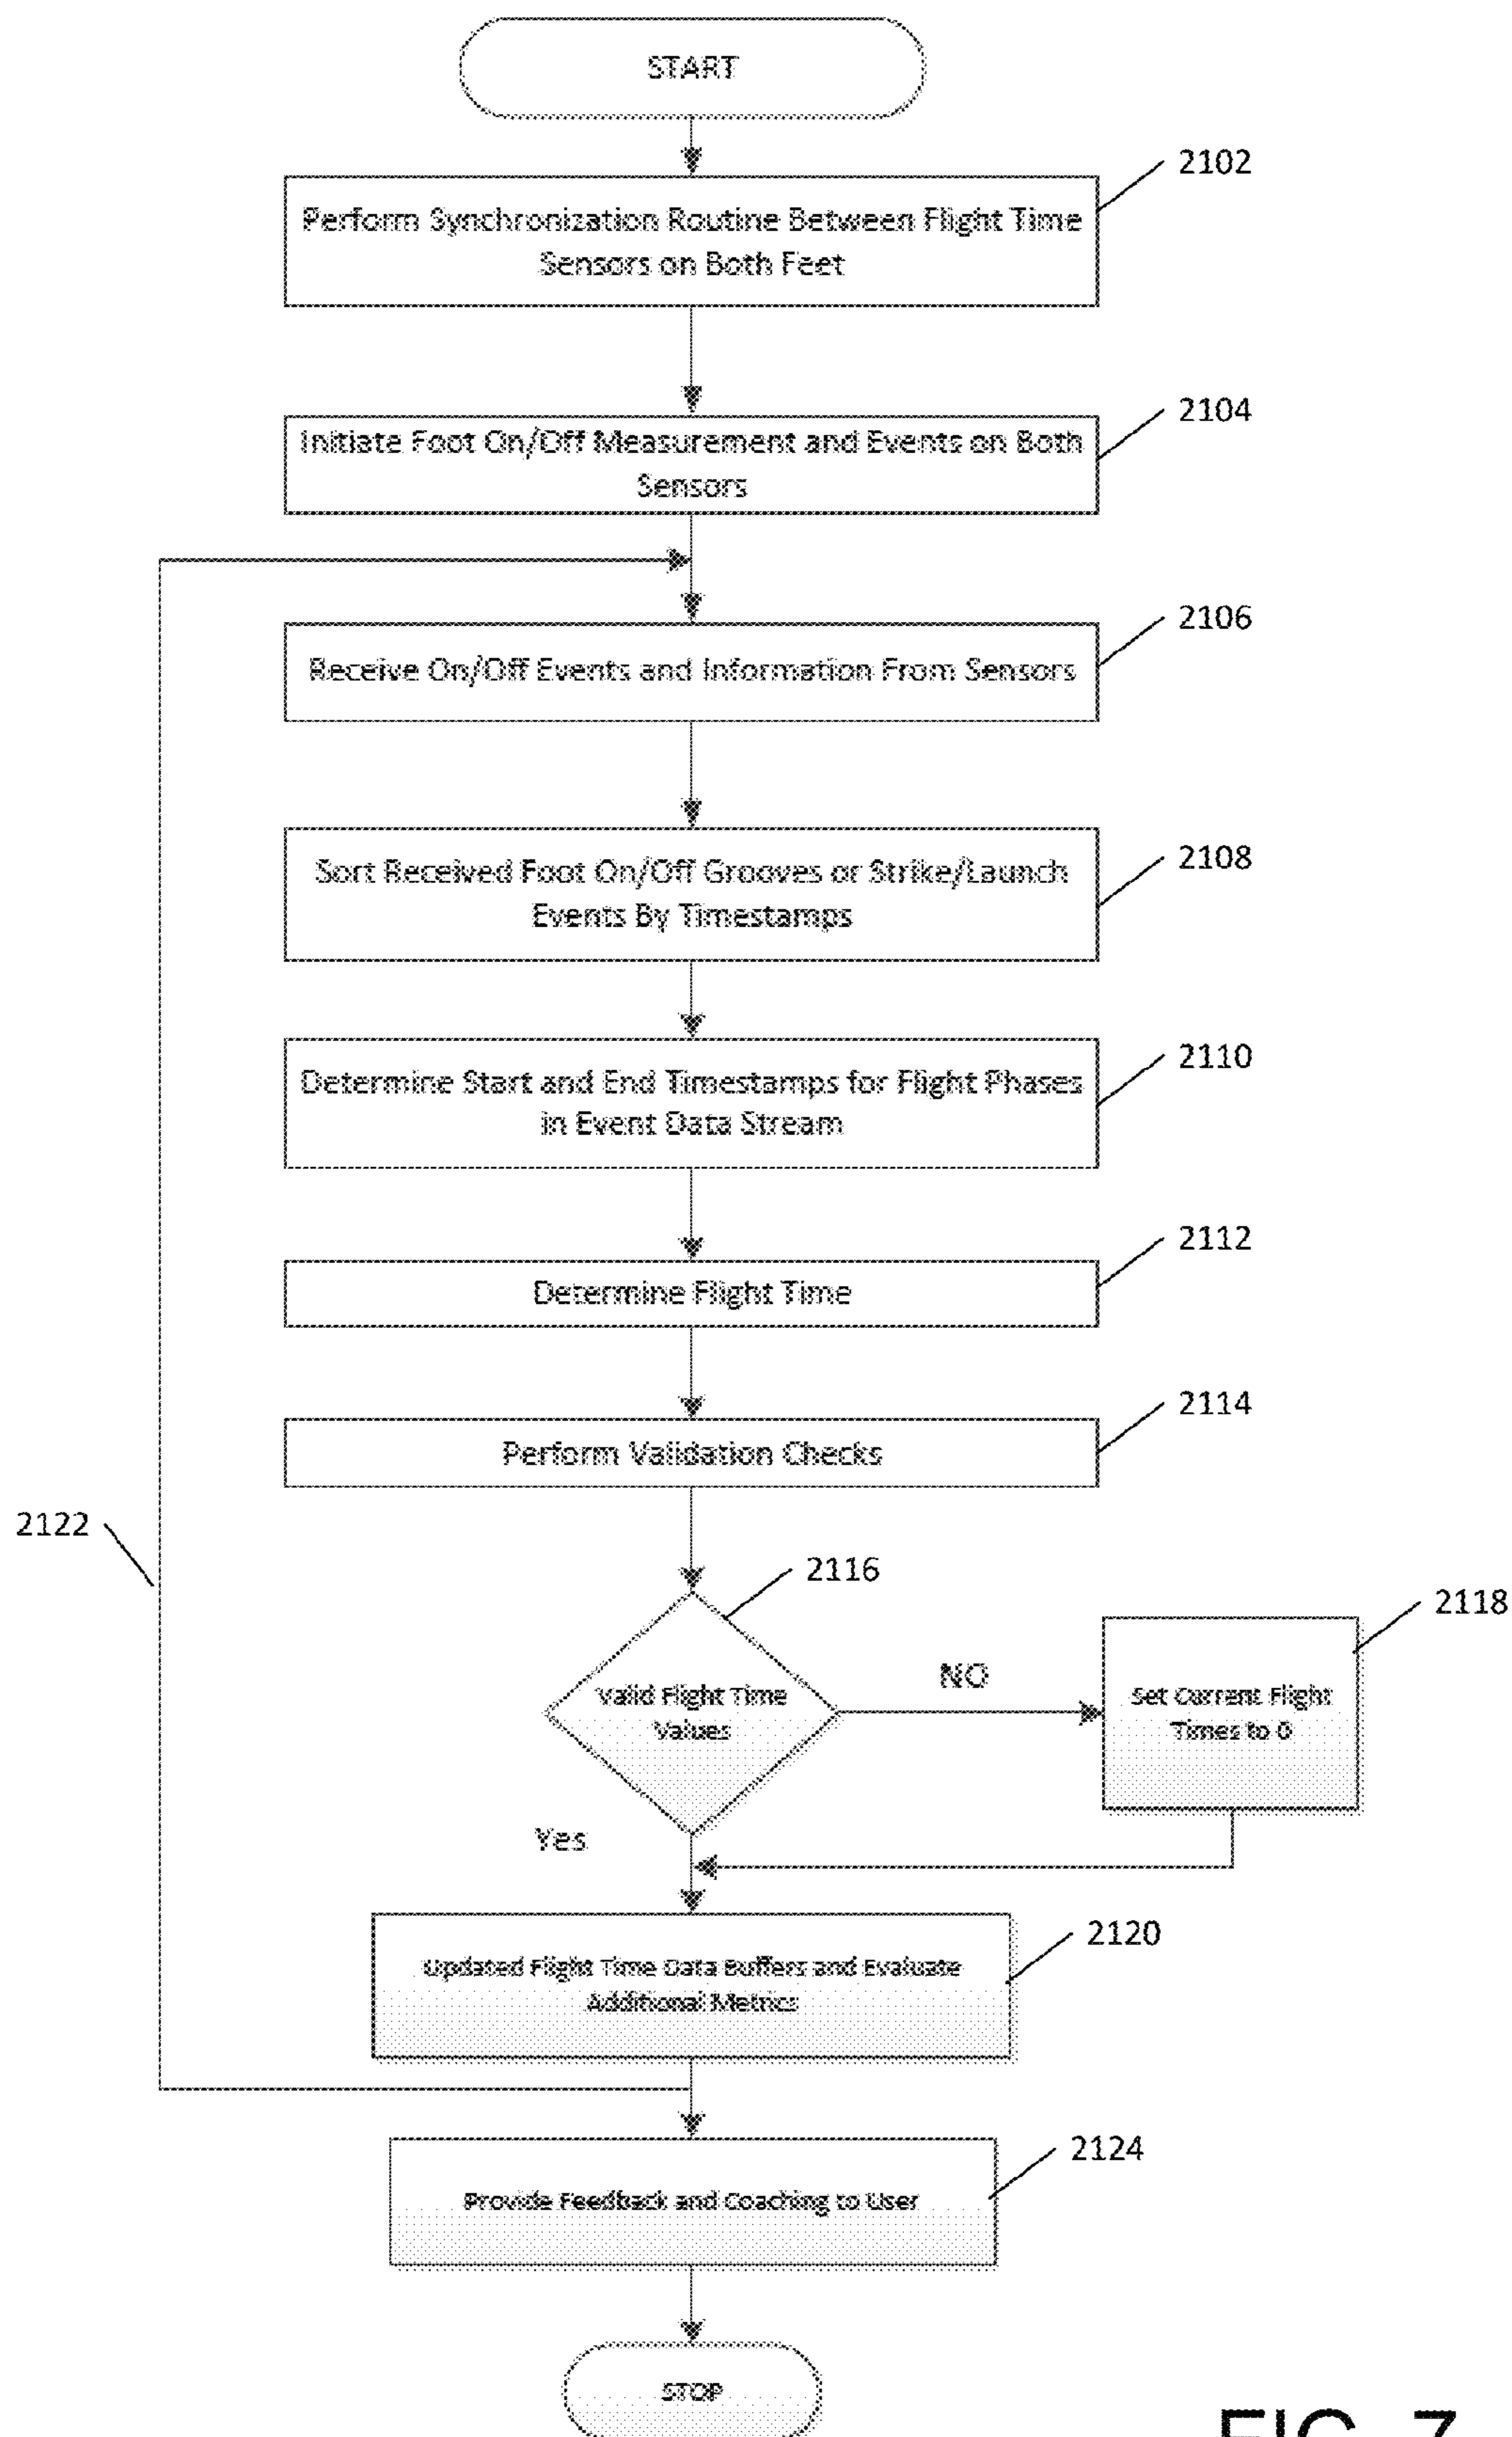 START
2102
Perform Synchronization Routine Between Flight Time
Sensors on Both Feet
2104
Initiate Foot On/Off Measurement and Events on Both
Sensors
2106
Receive On/Off Events and Information From Sensors
2108
Sort Received Foot On/Off Grooves or Strike/Launch
Events By Timestamps
2110
Determine Start and End Timestamps for Flight Phases
in Event Data Stream
2112
Determine Flight Time
2114
Perform Validation Checks
2122
2116
2118
Valid Flight Time
Values
NO
Set Current Flight
Times to 0
Yes
2120
Updated Flight Time Data Buffers and Evaluate
Additional Metrics
2124
Provide Feedback and Coaching to User
STOP
FIG. 7